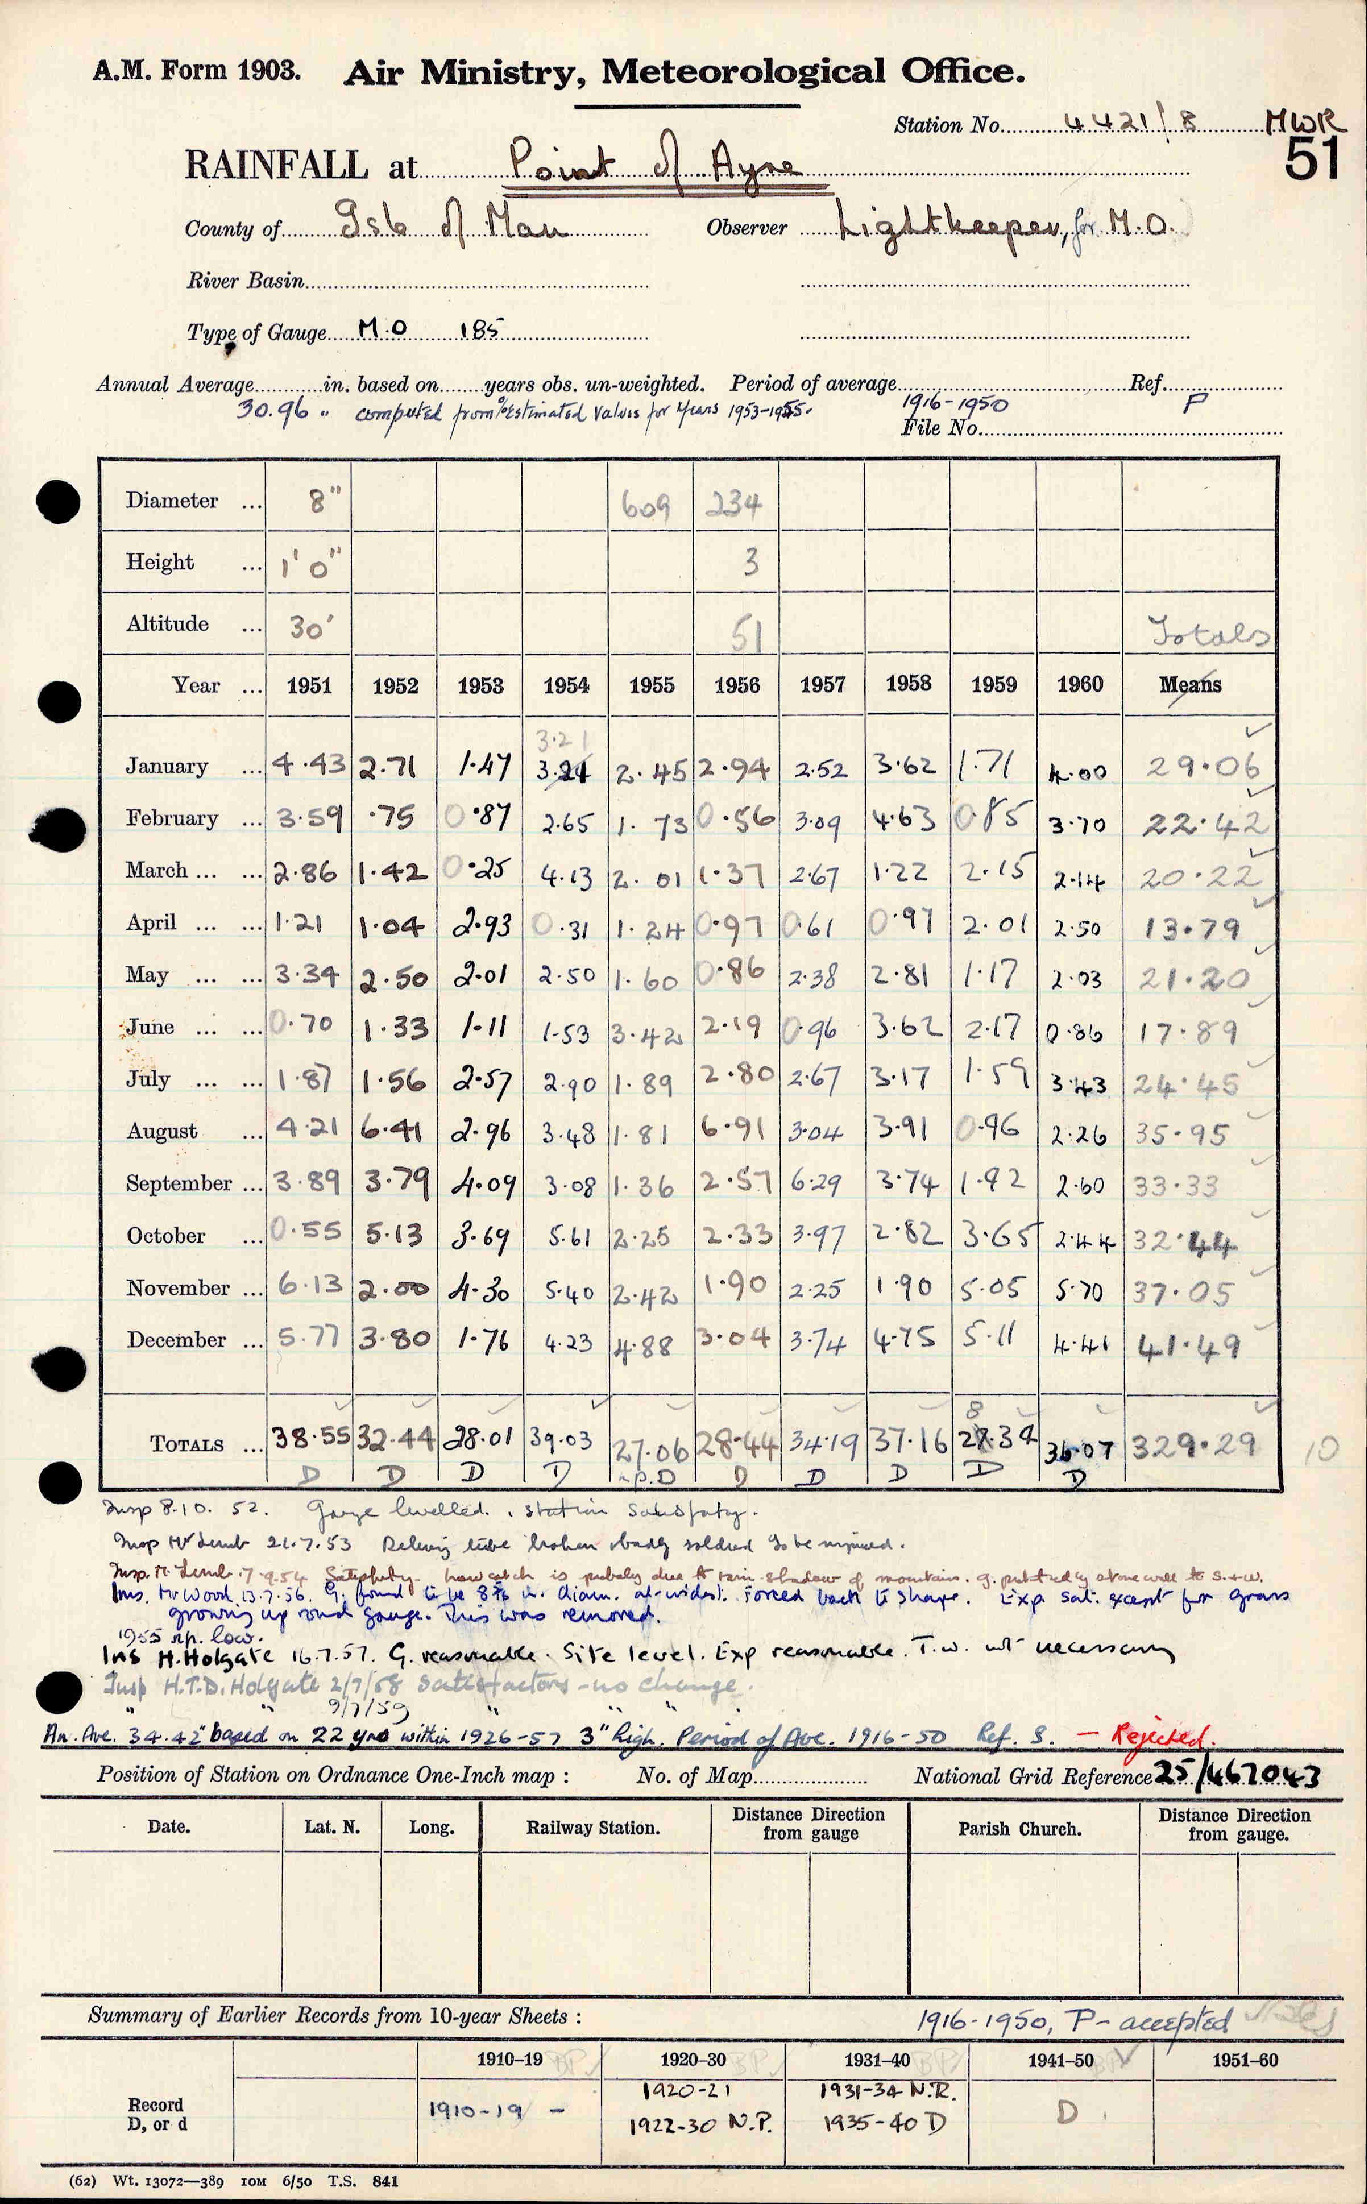 A.M. Form 1903. Air Ministry, Meteorological Office.
Station No. 4421/8 MWR
51
RAINFALL at Point of Ayre
County of Isle of Man Observer Lightkeeper, for M.O.
River Basin
Type of Gauge M.O 185
Annual Average in. based on years obs. un-weighted. Period of average 1916-1950 Ref. P
30.96 " computed from % estimated values for years 1953-1955.
File No.
Diameter ... 8" 609 234
Height ... 1'0" 3
Altitude ... 30' 51 Totals
Year ... 1951 1952 1953 1954 1955 1956 1957 1958 1959 1960 Means
3.21
January ... 4.43 2.71 1.47 3.21 2.45 2.94 2.52 3.62 1.71 4.00 29.06
February ... 3.59 .75 0.87 2.65 1.73 0.56 3.09 4.63 0.85 3.70 22.42
March ... ... 2.86 1.42 0.25 4.13 2.01 1.37 2.67 1.22 2.15 2.14 20.22
April ... ... 1.21 1.04 2.93 0.31 1.24 0.97 0.61 0.97 2.01 2.50 13.79
May ... ... 3.34 2.50 2.01 2.50 1.60 0.86 2.38 2.81 1.17 2.03 21.20
June ... ... 0.70 1.33 1.11 1.53 3.42 2.19 0.96 3.62 2.17 0.86 17.89
July ... ... 1.87 1.56 2.57 2.90 1.89 2.80 2.67 3.17 1.59 3.43 24.45
August ... 4.21 6.41 2.96 3.48 1.81 6.91 3.04 3.91 0.96 2.26 35.95
September ... 3.89 3.79 4.09 3.08 1.36 2.57 6.29 3.74 1.92 2.60 33.33
October ... 0.55 5.13 3.69 5.61 2.25 2.33 3.97 2.82 3.65 2.44 32.44
November ... 6.13 2.00 4.30 5.40 2.42 1.90 2.25 1.90 5.05 5.70 37.05
December ... 5.77 3.80 1.76 4.23 4.88 3.04 3.74 4.75 5.11 4.41 41.49
8
TOTALS ... 38.55 32.44 28.01 39.03 27.06 28.44 34.19 37.16 27.34 36.07 329.29 10
D D D D n.p.D D D D D D
Insp 8.10.52. Gauge levelled. Station satisfactory.
Insp Mr Lamb 21.7.53 broken badly soldered to be
Insp. Mr Lamb. 7.9.54 Satisfactory. Low catch is probably due to rain-shadow of mountain. g. protected by stone wall to S.+W.
Ins. Mr Wood 13.7.56. G. found to be in. diam. at widest. Forced back to shape. Exp sat. except for grass
growing up round gauge. This was removed.
1955 n.p. low.
Ins H. Holgate 16.7.57. G. reasonable. Site level. Exp reasonable. T.w. not necessary
Insp H.T.D. Holgate 2/7/58 satisfactory - no change.
" " 9/7/59 " " "
An. Ave. 34.42" based on 22 yrs within 1926-57 3" high. Period of Ave. 1916-50 Ref. S. - Rejected.
Position of Station on Ordnance One-Inch map : No. of Map National Grid Reference 25/467043
Date. Lat. N. Long. Railway Station. Distance Direction from gauge Parish Church. Distance Direction from gauge.
Summary of Earlier Records from 10-year Sheets : 1916-1950, P - accepted
1910–19 1920–30 1931–40 1941–50 1951–60
Record D, or d 1910-19 - 1920-21 1931-34 N.R. D
1922-30 N.P. 1935-40 D
(62) Wt. 13072—389 IOM 6/50 T.S. 841